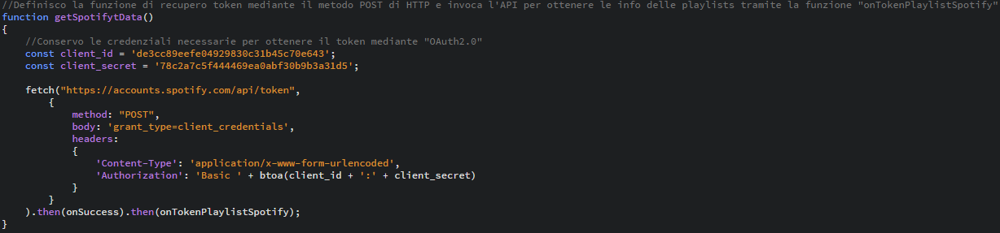 //Definisco la funzione di recupero token mediante il metodo POST di HTTP e invoca l'API per ottenere le info delle playlists tramite la funzione "onTokenPlaylistSpotify"
function getSpotifytData()
{
    //Conservo le credenziali necessarie per ottenere il token mediante "OAuth2.0"
    const client_id = 'de3cc89eefe04929830c31b45c70e643';
    const client_secret = '78c2a7c5f444469ea0abf30b9b3a31d5';
    fetch("https://accounts.spotify.com/api/token",
        {
            method: "POST",
            body: 'grant_type=client_credentials',
            headers:
            {
                'Content-Type': 'application/x-www-form-urlencoded',
                'Authorization': 'Basic ' + btoa(client_id + ':' + client_secret)
            }
        }
    ).then(onSuccess).then(onTokenPlaylistSpotify);
}